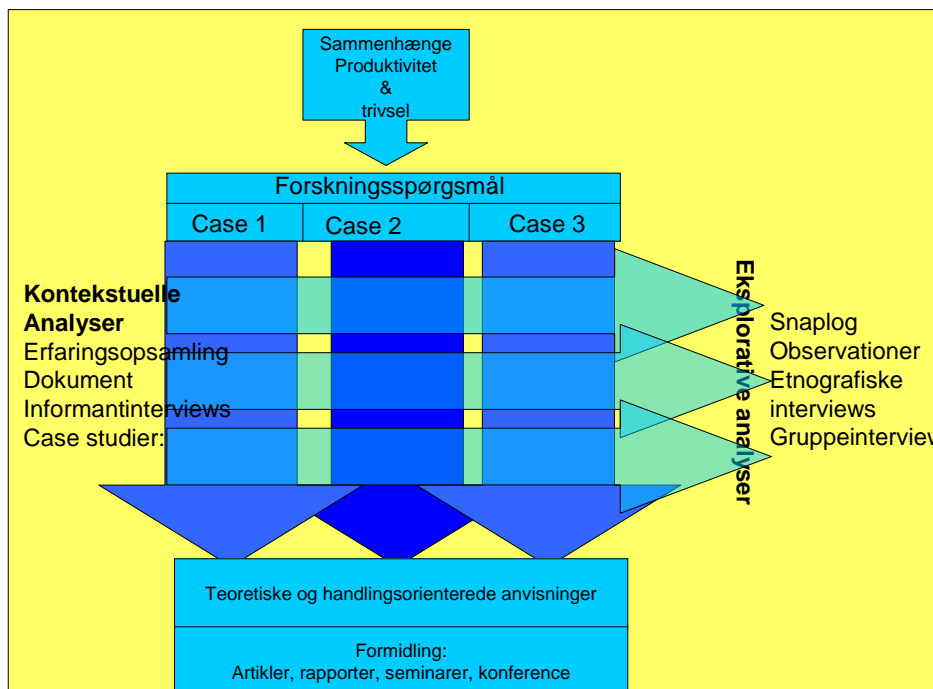 Sammenhænge
Produktivitet
&
trivsel
Forskningsspørgsmål
Case 1
Case 2
Case 3
Kontekstuelle
Analyser
Erfaringsopsamling
Dokument
Informantinterviews
Case studier:
Eksplorative analyser
Snaplog
Observationer
Etnografiske
interviews
Gruppeinterview
Teoretiske og handlingsorienterede anvisninger
Formidling:
Artikler, rapporter, seminarer, konference